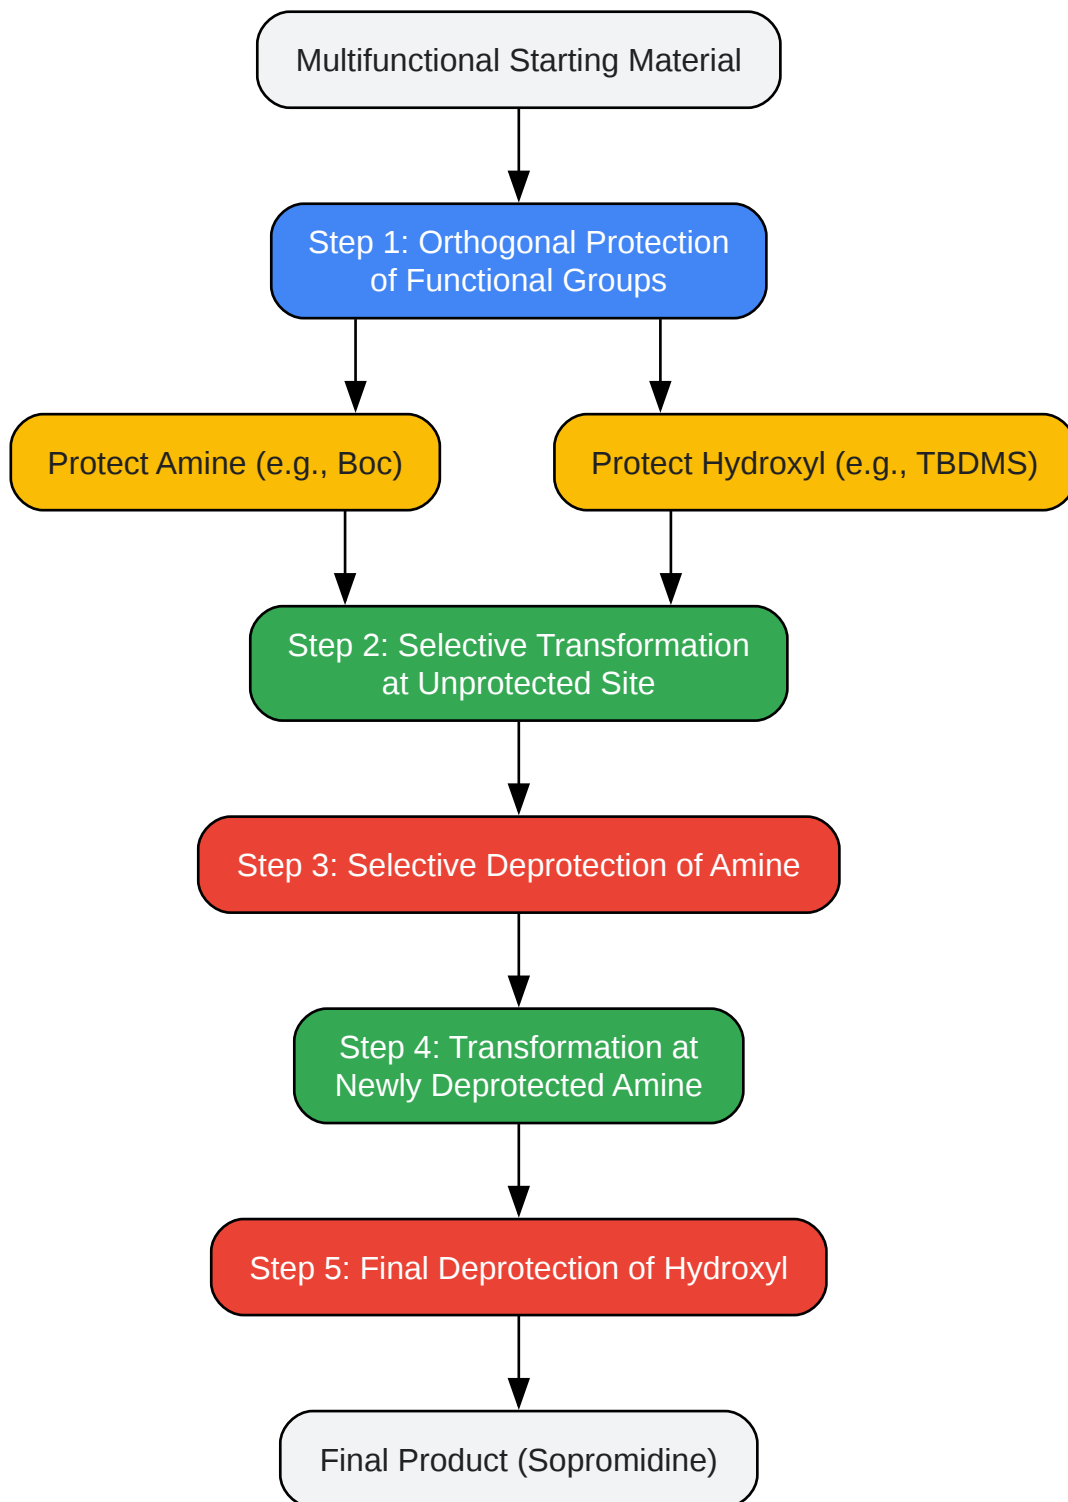 Multifunctional Starting Material
Step 1: Orthogonal Protection
of Functional Groups
Protect Amine (e.g., Boc)
Protect Hydroxyl (e.g., TBDMS)
Step 2: Selective Transformation
at Unprotected Site
Step 3: Selective Deprotection of Amine
Step 4: Transformation at
Newly Deprotected Amine
Step 5: Final Deprotection of Hydroxyl
Final Product (Sopromidine)